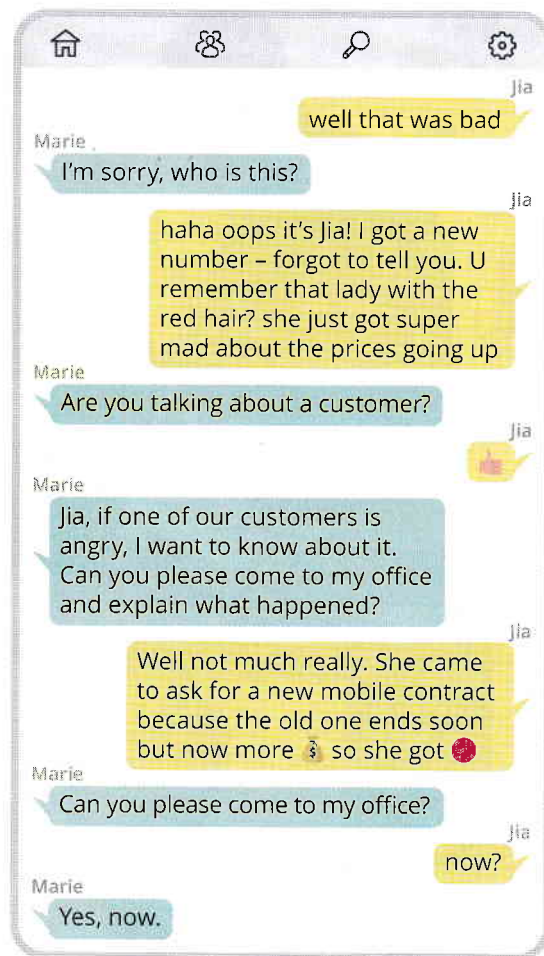 Jia
well that was bad
Marie
I'm sorry, who is this?
Jia
haha oops it's Jia! I got a new
number – forgot to tell you. U
remember that lady with the
red hair? she just got super
mad about the prices going up
Marie
Are you talking about a customer?
Jia
👍
Marie
Jia, if one of our customers is
angry, I want to know about it.
Can you please come to my office
and explain what happened?
Jia
Well not much really. She came
to ask for a new mobile contract
because the old one ends soon
but now more 💰 so she got 🔴
Marie
Can you please come to my office?
Jia
now?
Marie
Yes, now.